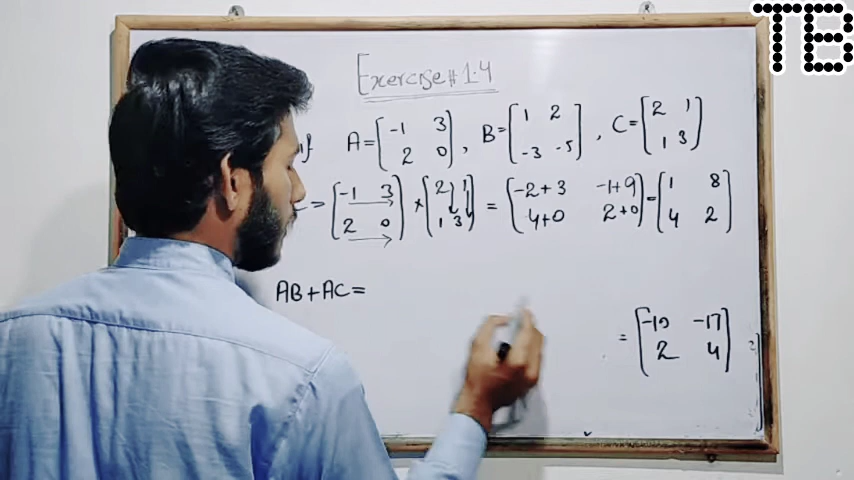 TB
Exercise # 1.4
if A = [-1 3 2 0], B = [1 2 -3 -5], C = [2 1 1 3]
C = [-1 3 2 0] × [2 1 1 3] = [-2+3 -1+9 4+0 2+0] = [1 8 4 2]
AB+AC =
= [-10 -17 2 4]